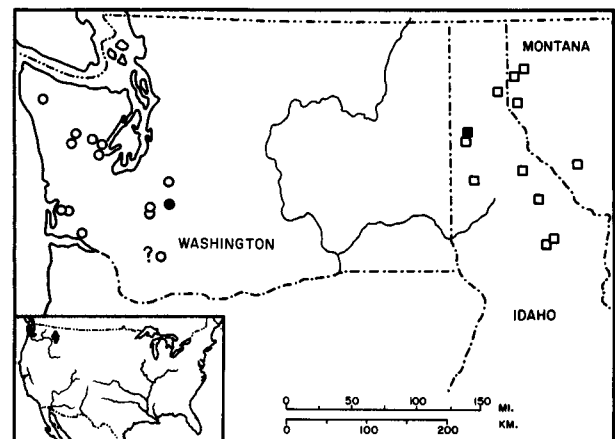 MONTANA
? WASHINGTON
IDAHO
0 50 100 150 MI.
0 100 200 KM.